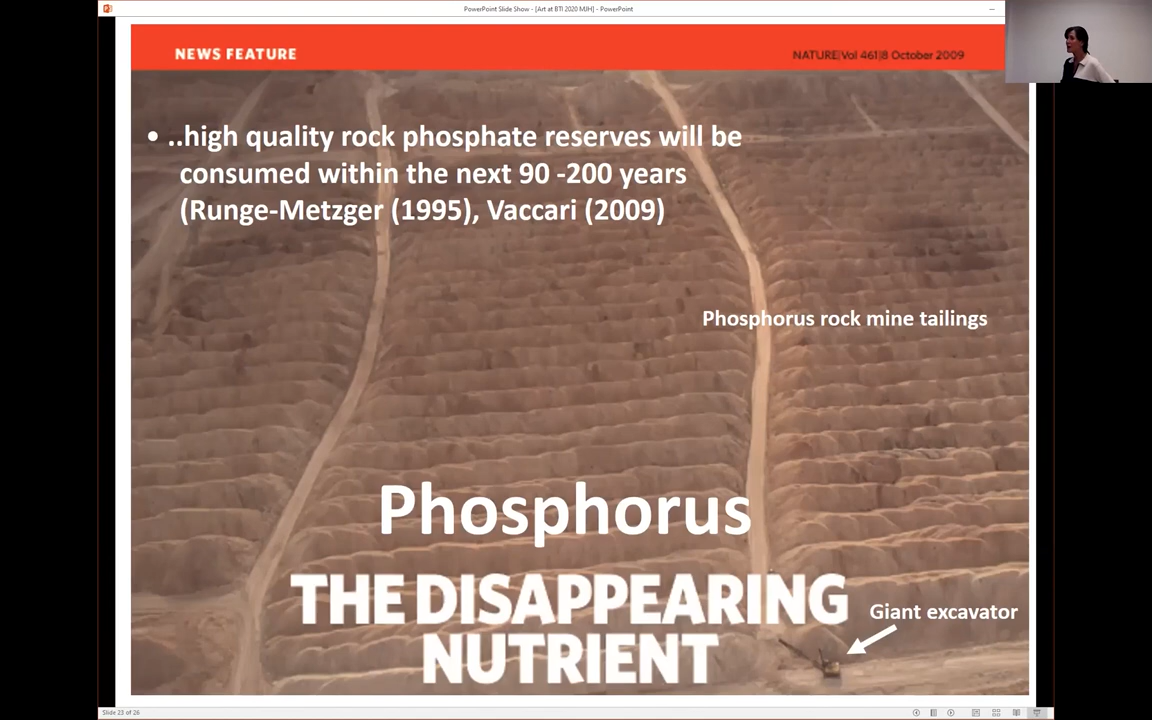 PowerPoint Slide Show - [Art at BTI 2020 MJH] - PowerPoint
NEWS FEATURE
NATURE|Vol 461|8 October 2009
• ..high quality rock phosphate reserves will be
consumed within the next 90 -200 years
(Runge-Metzger (1995), Vaccari (2009)
Phosphorus rock mine tailings
Phosphorus
THE DISAPPEARING
NUTRIENT
Giant excavator
Slide 23 of 26